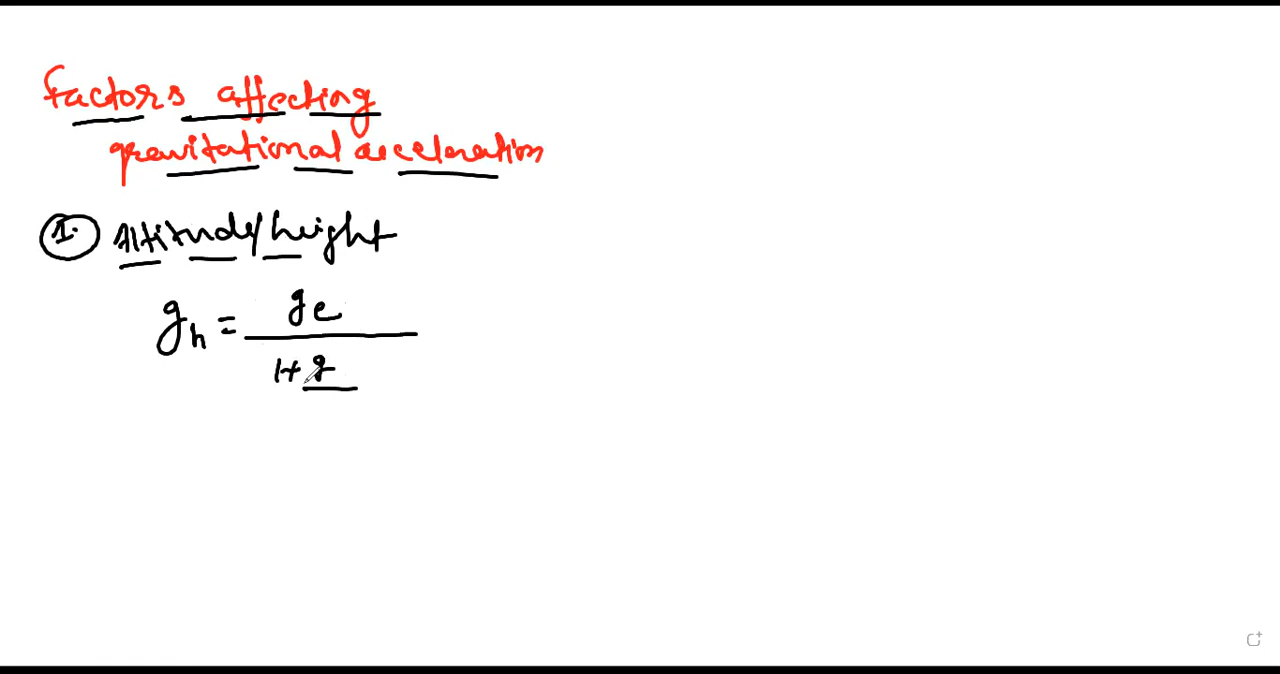 factors affecting
gravitational acceleration
1. Altitude/height
gh = ge
1+ g